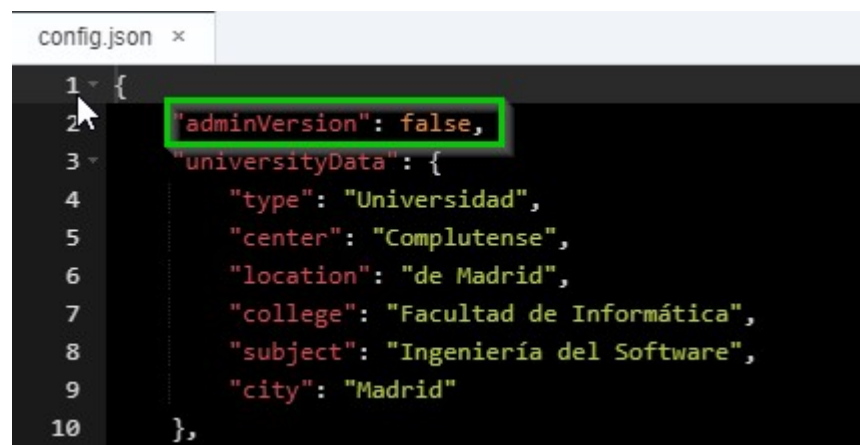 config.json ×
1 {
2 "adminVersion": false,
3 "universityData": {
4 "type": "Universidad",
5 "center": "Complutense",
6 "location": "de Madrid",
7 "college": "Facultad de Informática",
8 "subject": "Ingeniería del Software",
9 "city": "Madrid"
10 },